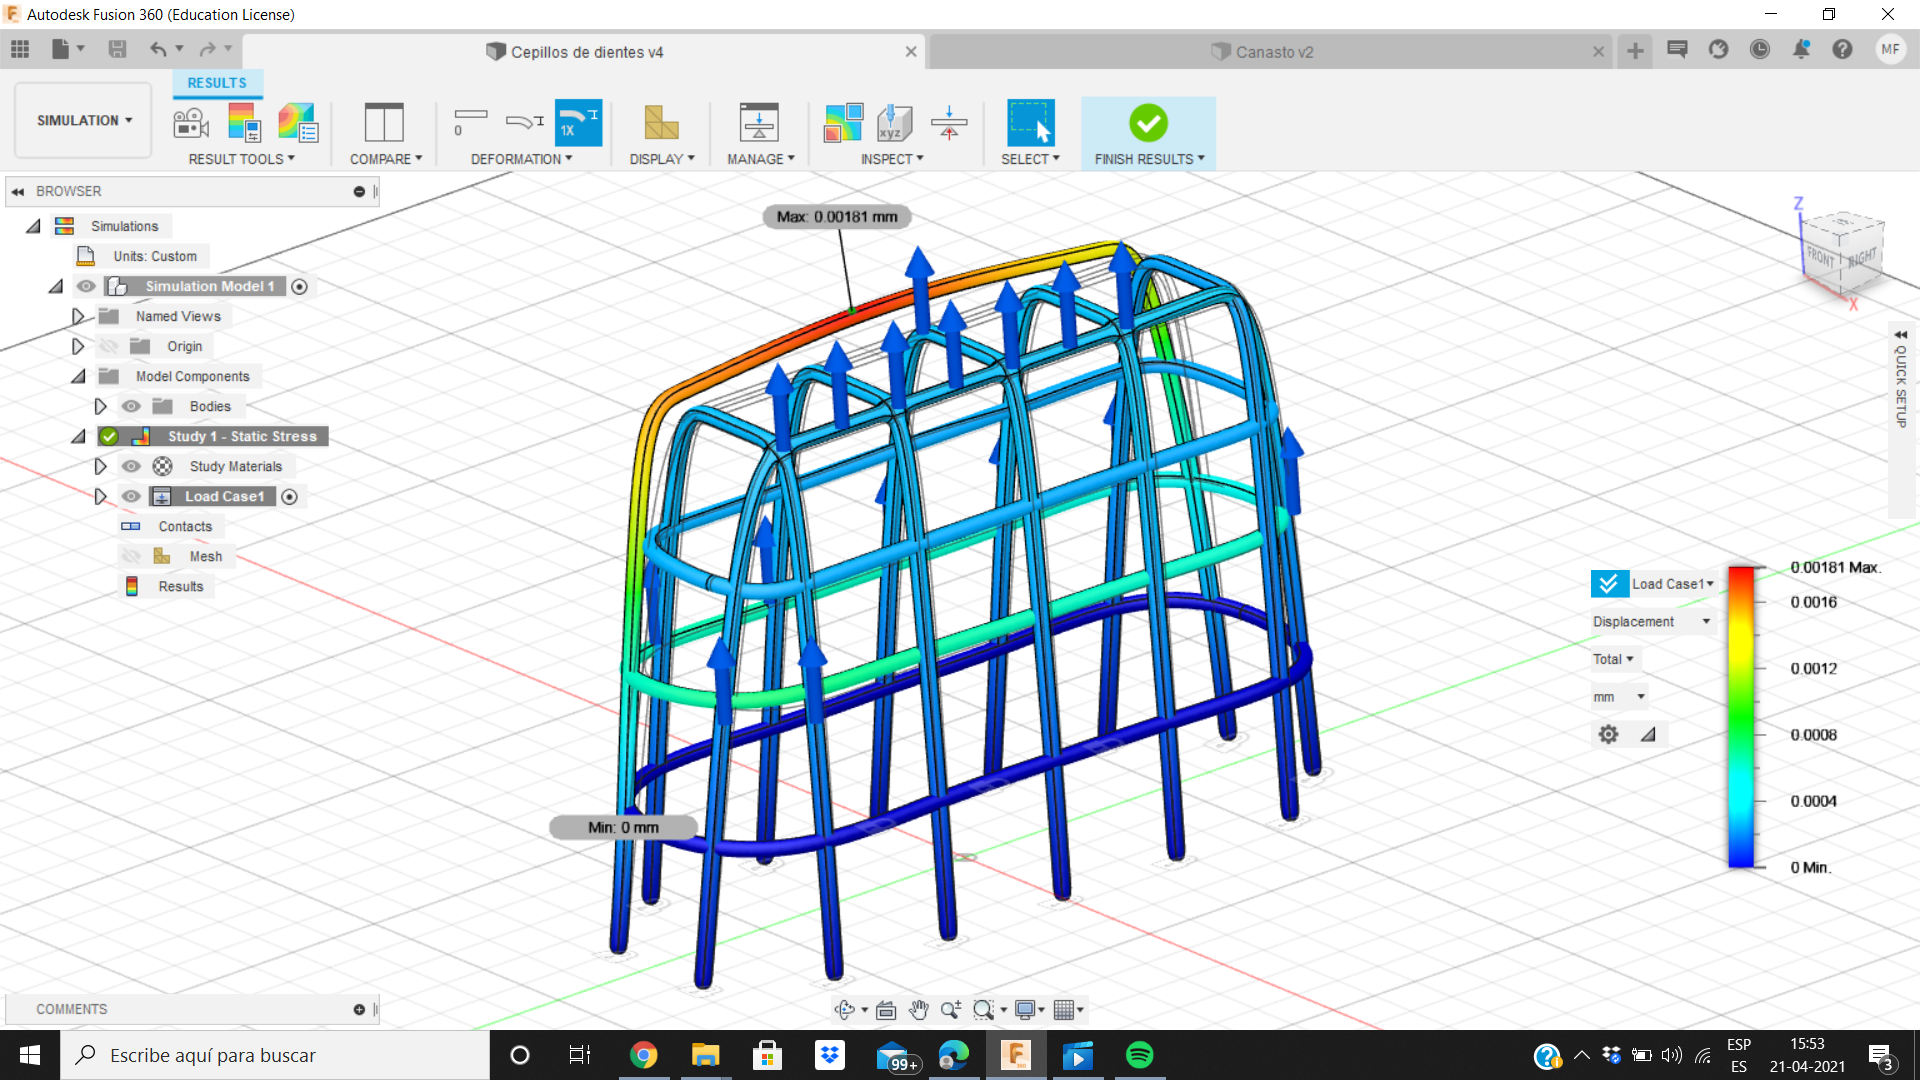 Autodesk Fusion 360 (Education License)
Cepillos de dientes v4
Canasto v2
MF
RESULTS
SIMULATION
0
1X
xyz
RESULT TOOLS
COMPARE
DEFORMATION
DISPLAY
MANAGE
INSPECT
SELECT
FINISH RESULTS
BROWSER
Simulations
Units: Custom
Simulation Model 1
Named Views
Origin
Model Components
Bodies
Study 1 - Static Stress
Study Materials
Load Case1
Contacts
Mesh
Results
Max: 0.00181 mm
Min: 0 mm
Z
FRONT
RIGHT
X
QUICK SETUP
Load Case1
Displacement
Total
mm
0.00181 Max.
0.0016
0.0012
0.0008
0.0004
0 Min.
COMMENTS
Escribe aquí para buscar
99+
ESP
ES
15:53
21-04-2021
3